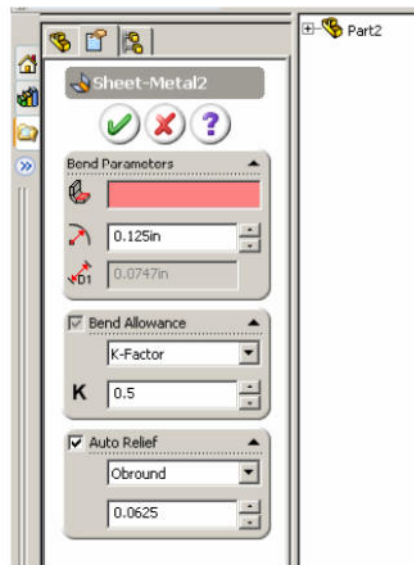 Part2
Sheet-Metal2
?
Bend Parameters
0.125in
D1
0.0747in
Bend Allowance
K-Factor
K
0.5
Auto Relief
Obround
0.0625